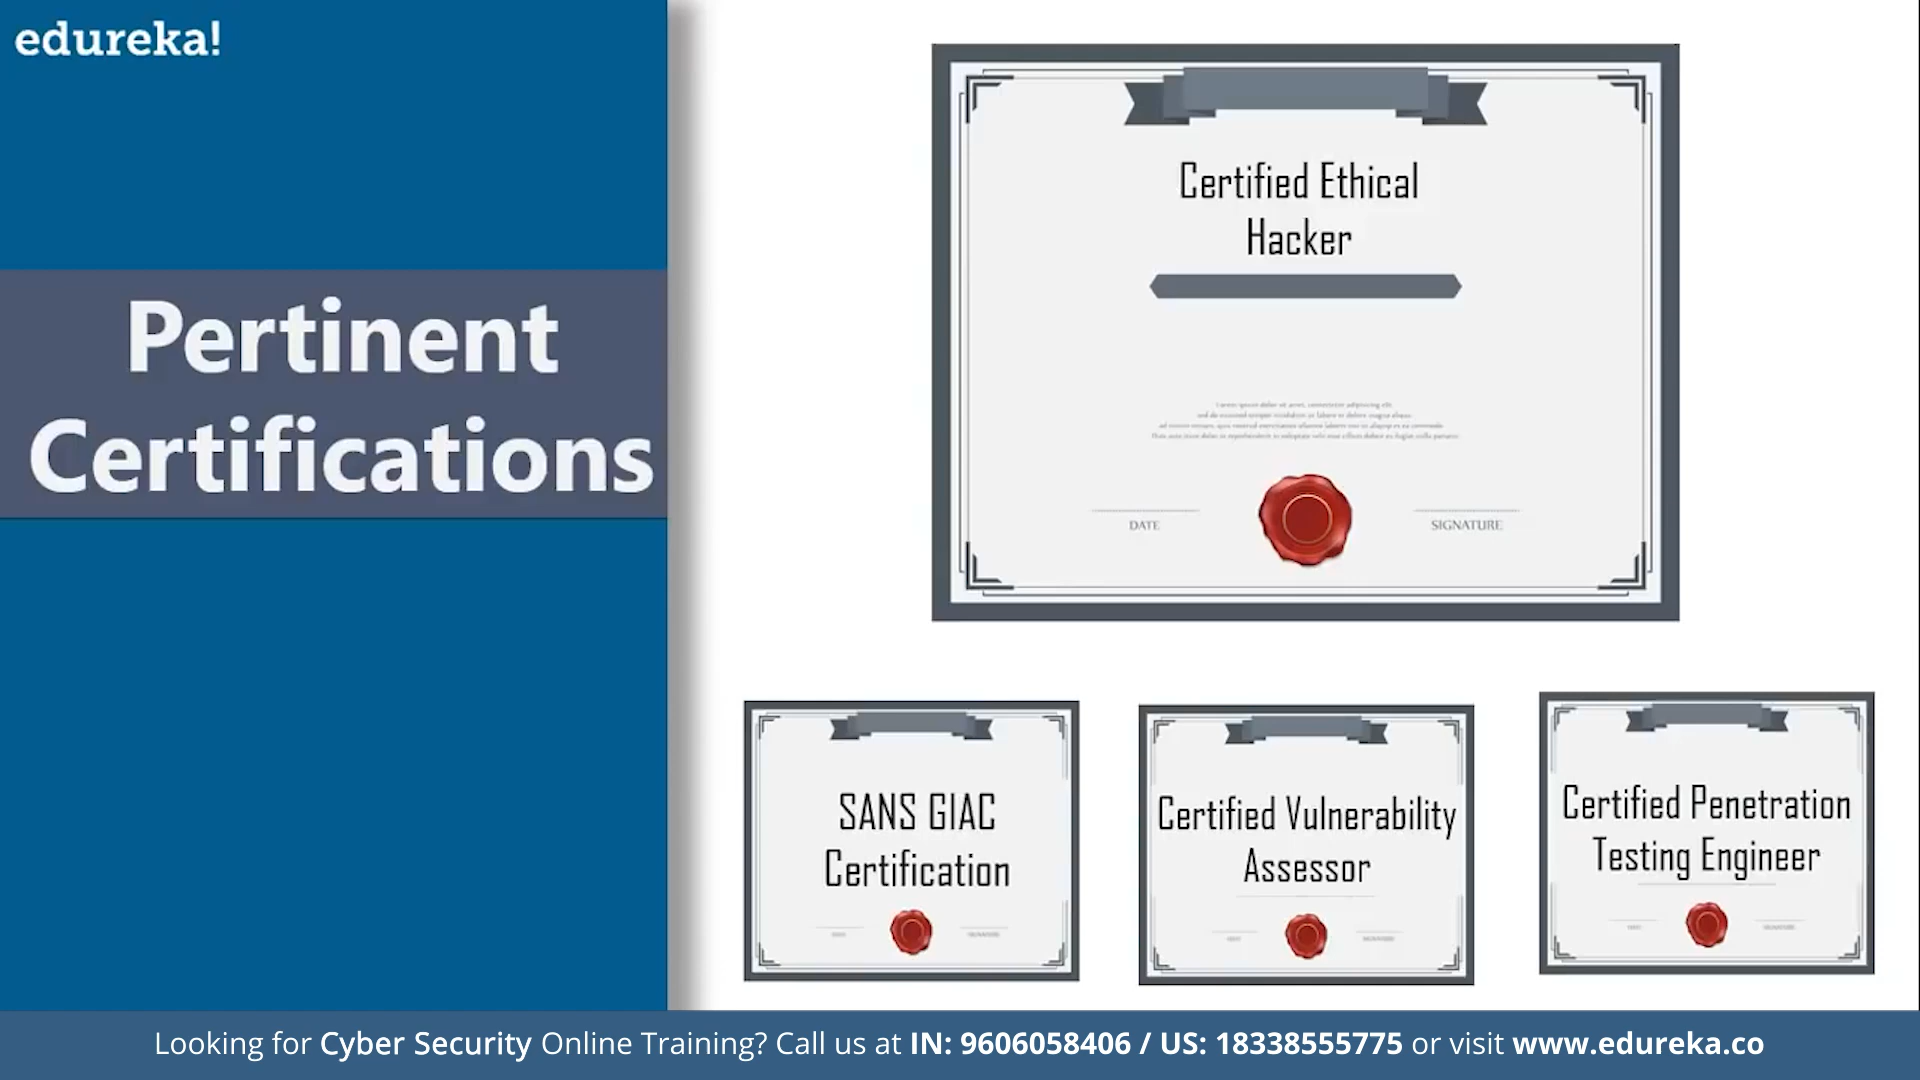 edureka!
Pertinent
Certifications
Certified Ethical
Hacker
DATE
SIGNATURE
SANS GIAC
Certification
Certified Vulnerability
Assessor
Certified Penetration
Testing Engineer
Looking for Cyber Security Online Training? Call us at IN: 9606058406 / US: 18338555775 or visit www.edureka.co